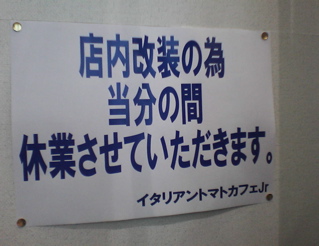 店内改装の為
当分の間
休業させていただきます。
イタリアントマトカフェJr